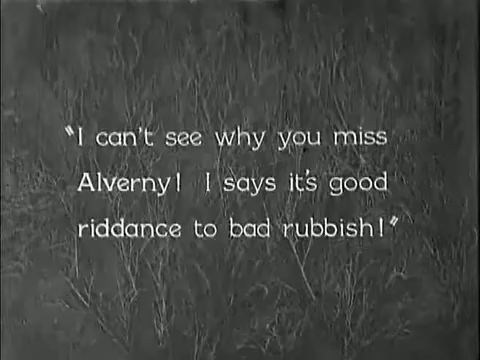 "I can't see why you miss
Alverny! I says it's good
riddance to bad rubbish!"